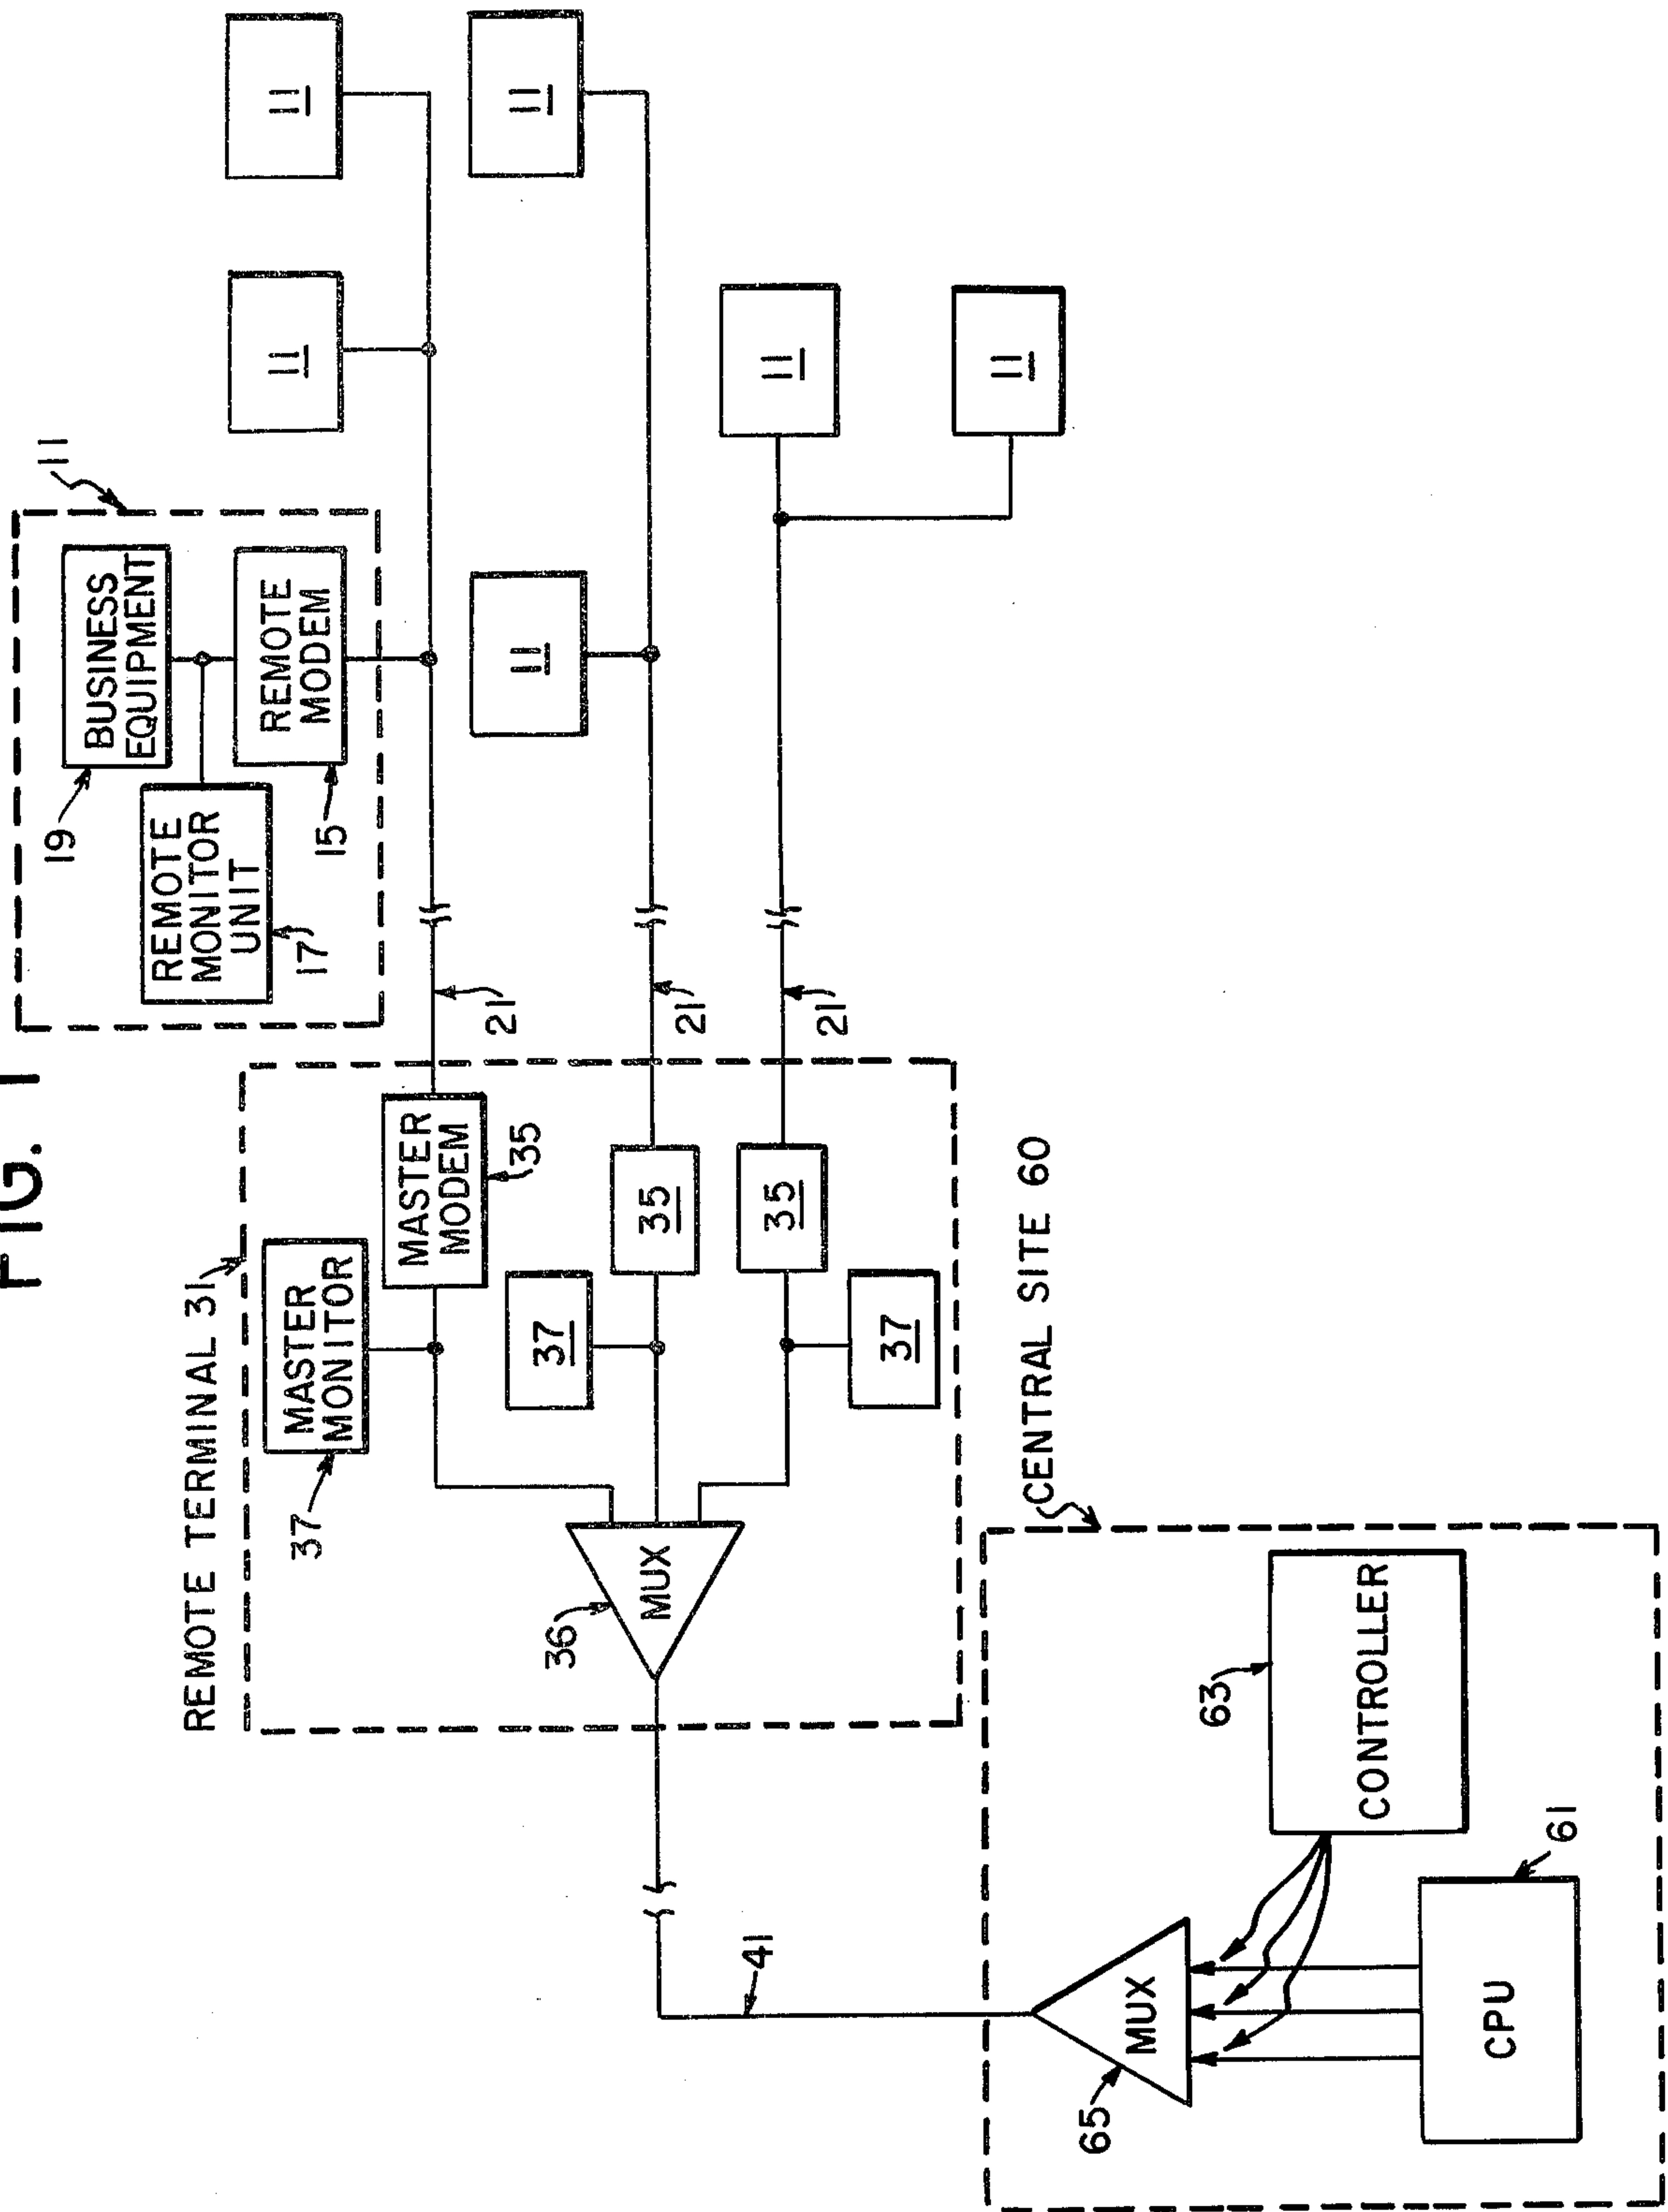 FIG. 1
11
BUSINESS
EQUIPMENT
19
REMOTE
MONITOR
UNIT
17
REMOTE
MODEM
15
11
11
11
11
11
11
21
21
21
REMOTE TERMINAL 31
MASTER
MONITOR
37
MASTER
MODEM
35
37
35
35
37
36
MUX
41
CENTRAL SITE 60
63
CONTROLLER
65
MUX
CPU
61